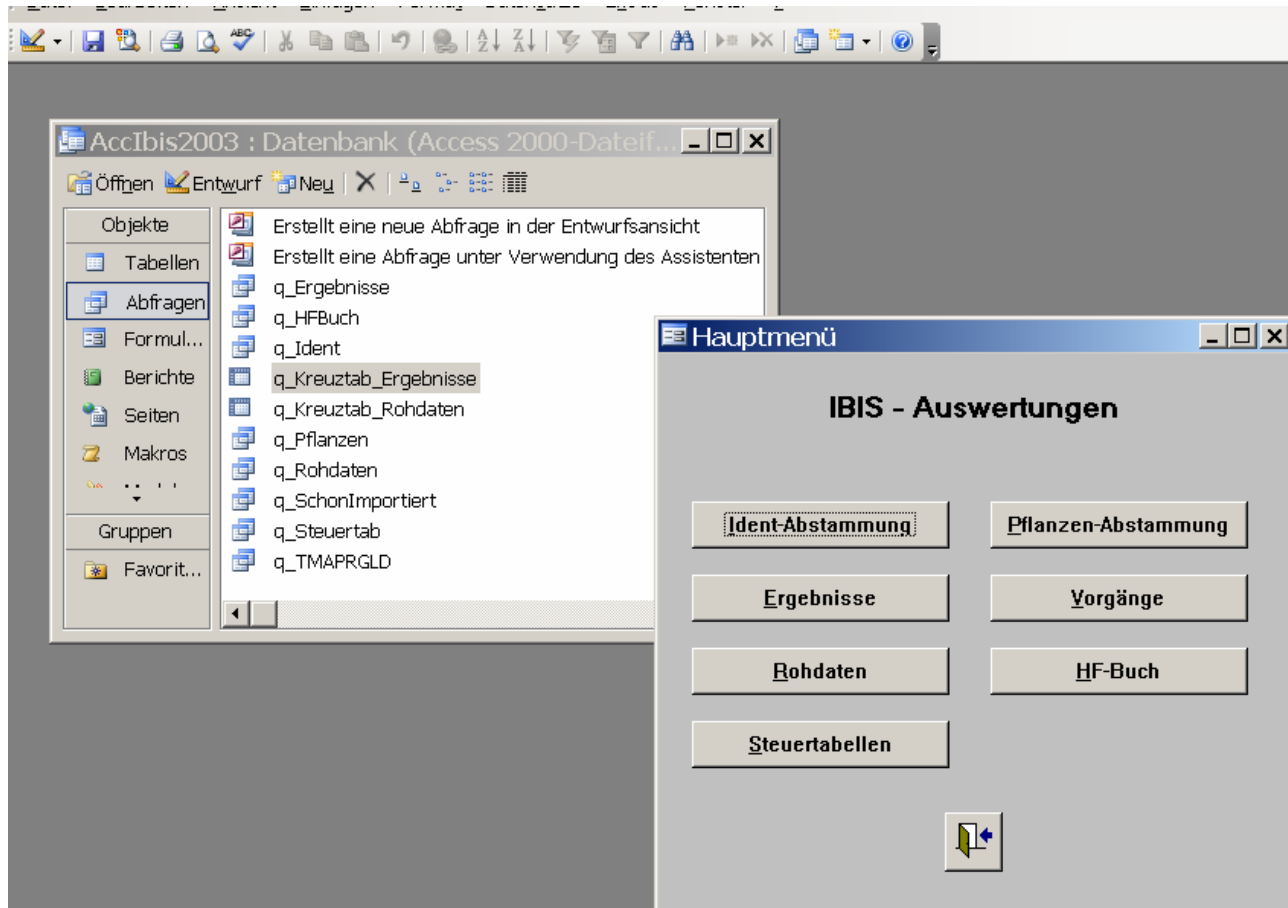 ABC
A
Z
Z
A
AccIbis2003 : Datenbank (Access 2000-Dateif...
Öffnen Entwurf Neu
Objekte
Tabellen
Abfragen
Formul...
Berichte
Seiten
Makros
Gruppen
Favorit...
Erstellt eine neue Abfrage in der Entwurfsansicht
Erstellt eine Abfrage unter Verwendung des Assistenten
q_Ergebnisse
q_HFBuch
q_Ident
q_Kreuztab_Ergebnisse
q_Kreuztab_Rohdaten
q_Pflanzen
q_Rohdaten
q_SchonImportiert
q_Steuertab
q_TMAPRGLD
Hauptmenü
IBIS - Auswertungen
Ident-Abstammung Pflanzen-Abstammung
Ergebnisse Vorgänge
Rohdaten HF-Buch
Steuertabellen